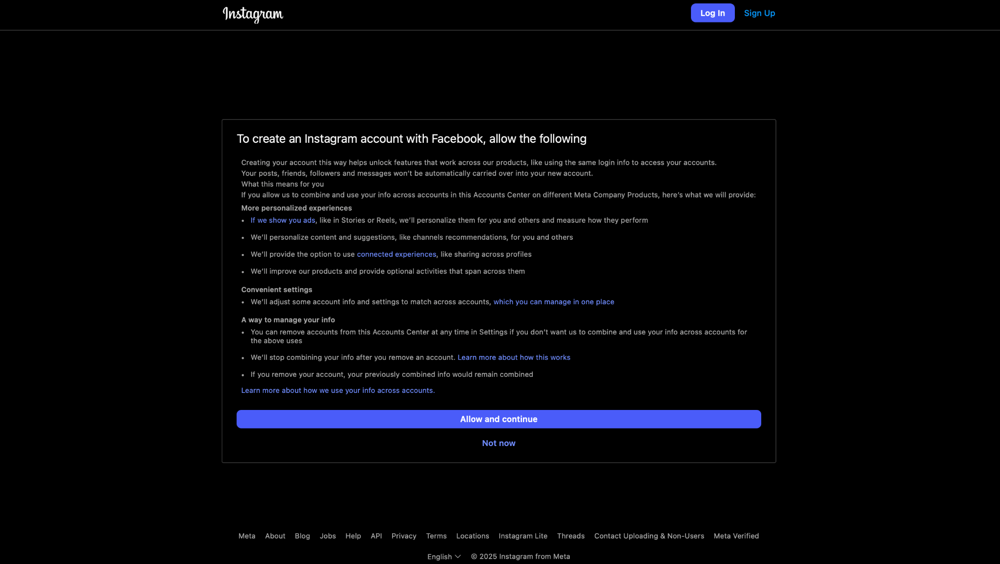 Instagram
Log In
Sign Up
To create an Instagram account with Facebook, allow the following
Creating your account this way helps unlock features that work across our products, like using the same login info to access your accounts.
Your posts, friends, followers and messages won’t be automatically carried over into your new account.
What this means for you
If you allow us to combine and use your info across accounts in this Accounts Center on different Meta Company Products, here’s what we will provide:
More personalized experiences
• If we show you ads, like in Stories or Reels, we’ll personalize them for you and others and measure how they perform
• We’ll personalize content and suggestions, like channels recommendations, for you and others
• We’ll provide the option to use connected experiences, like sharing across profiles
• We’ll improve our products and provide optional activities that span across them
Convenient settings
• We’ll adjust some account info and settings to match across accounts, which you can manage in one place
A way to manage your info
• You can remove accounts from this Accounts Center at any time in Settings if you don’t want us to combine and use your info across accounts for
the above uses
• We’ll stop combining your info after you remove an account. Learn more about how this works
• If you remove your account, your previously combined info would remain combined
Learn more about how we use your info across accounts.
Allow and continue
Not now
Meta About Blog Jobs Help API Privacy Terms Locations Instagram Lite Threads Contact Uploading & Non-Users Meta Verified
English © 2025 Instagram from Meta